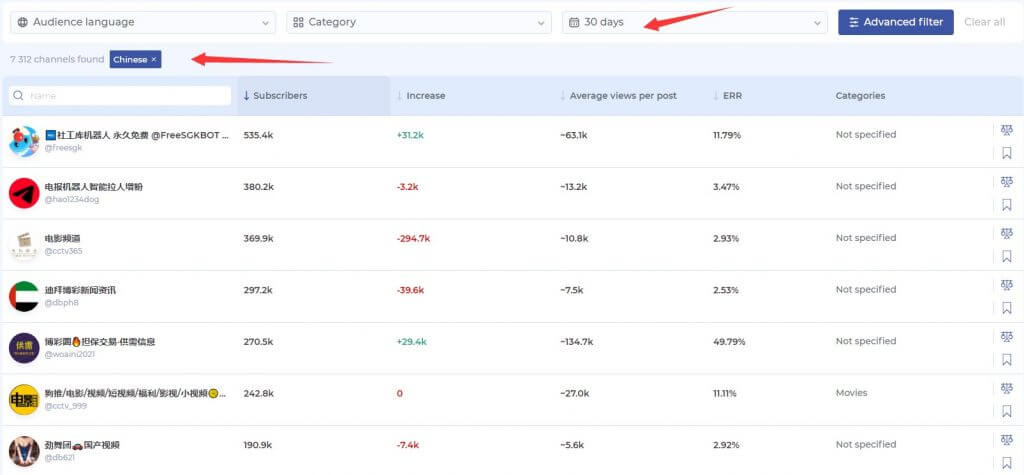 Audience language
Category
30 days
Advanced filter
Clear all
7 312 channels found
Chinese ×
Name
Subscribers
Increase
Average views per post
ERR
Categories
社工库机器人 永久免费 @FreeSGKBOT ...
@freesgk
535.4k
+31.2k
~63.1k
11.79%
Not specified
电报机器人智能拉人增粉
@hao1234dog
380.2k
-3.2k
~13.2k
3.47%
Not specified
电影频道
@cctv365
369.9k
-294.7k
~10.8k
2.93%
Not specified
迪拜博彩新闻资讯
@dbph8
297.2k
-39.6k
~7.5k
2.53%
Not specified
供需
博彩圈🔥担保交易·供需信息
@woaini2021
270.5k
+29.4k
~134.7k
49.79%
Not specified
电影
狗推/电影/视频/短视频/福利/影视/小视频...
@cctv_999
242.8k
0
~27.0k
11.11%
Movies
劲舞团🚗国产视频
@db621
190.9k
-7.4k
~5.6k
2.92%
Not specified